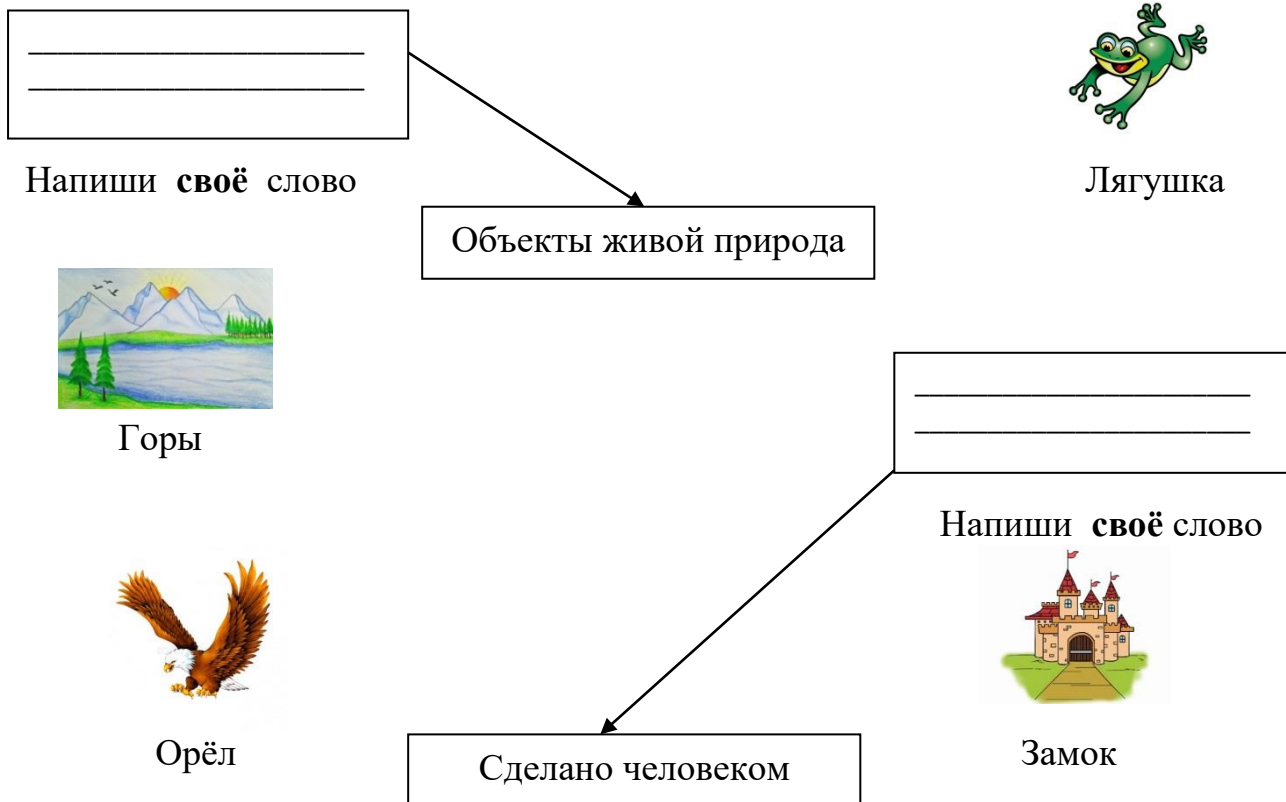 Напиши своё слово
Лягушка
Объекты живой природа
Горы
Напиши своё слово
Орёл
Замок
Сделано человеком